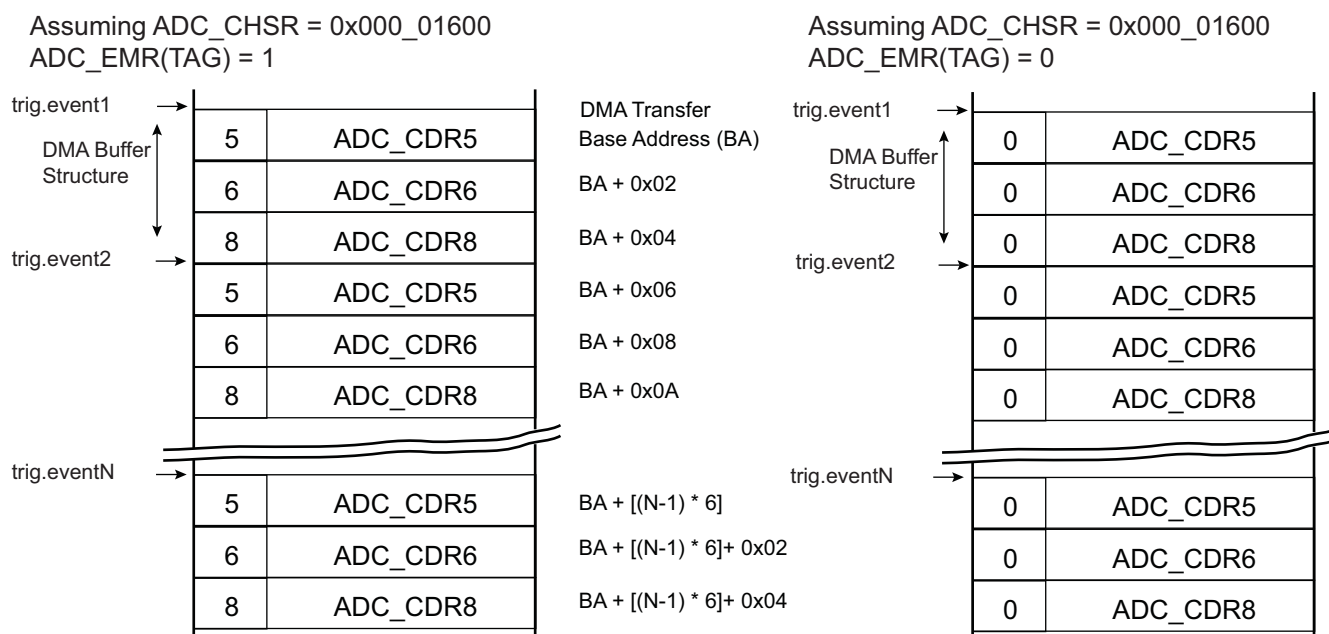 Assuming ADC_CHSR = 0x000_01600
ADC_EMR(TAG) = 1
trig.event1
DMA Buffer
Structure
trig.event2
trig.eventN
5 ADC_CDR5
6 ADC_CDR6
8 ADC_CDR8
5 ADC_CDR5
6 ADC_CDR6
8 ADC_CDR8
5 ADC_CDR5
6 ADC_CDR6
8 ADC_CDR8
DMA Transfer
Base Address (BA)
BA + 0x02
BA + 0x04
BA + 0x06
BA + 0x08
BA + 0x0A
BA + [(N-1) * 6]
BA + [(N-1) * 6]+ 0x02
BA + [(N-1) * 6]+ 0x04
Assuming ADC_CHSR = 0x000_01600
ADC_EMR(TAG) = 0
trig.event1
DMA Buffer
Structure
trig.event2
trig.eventN
0 ADC_CDR5
0 ADC_CDR6
0 ADC_CDR8
0 ADC_CDR5
0 ADC_CDR6
0 ADC_CDR8
0 ADC_CDR5
0 ADC_CDR6
0 ADC_CDR8